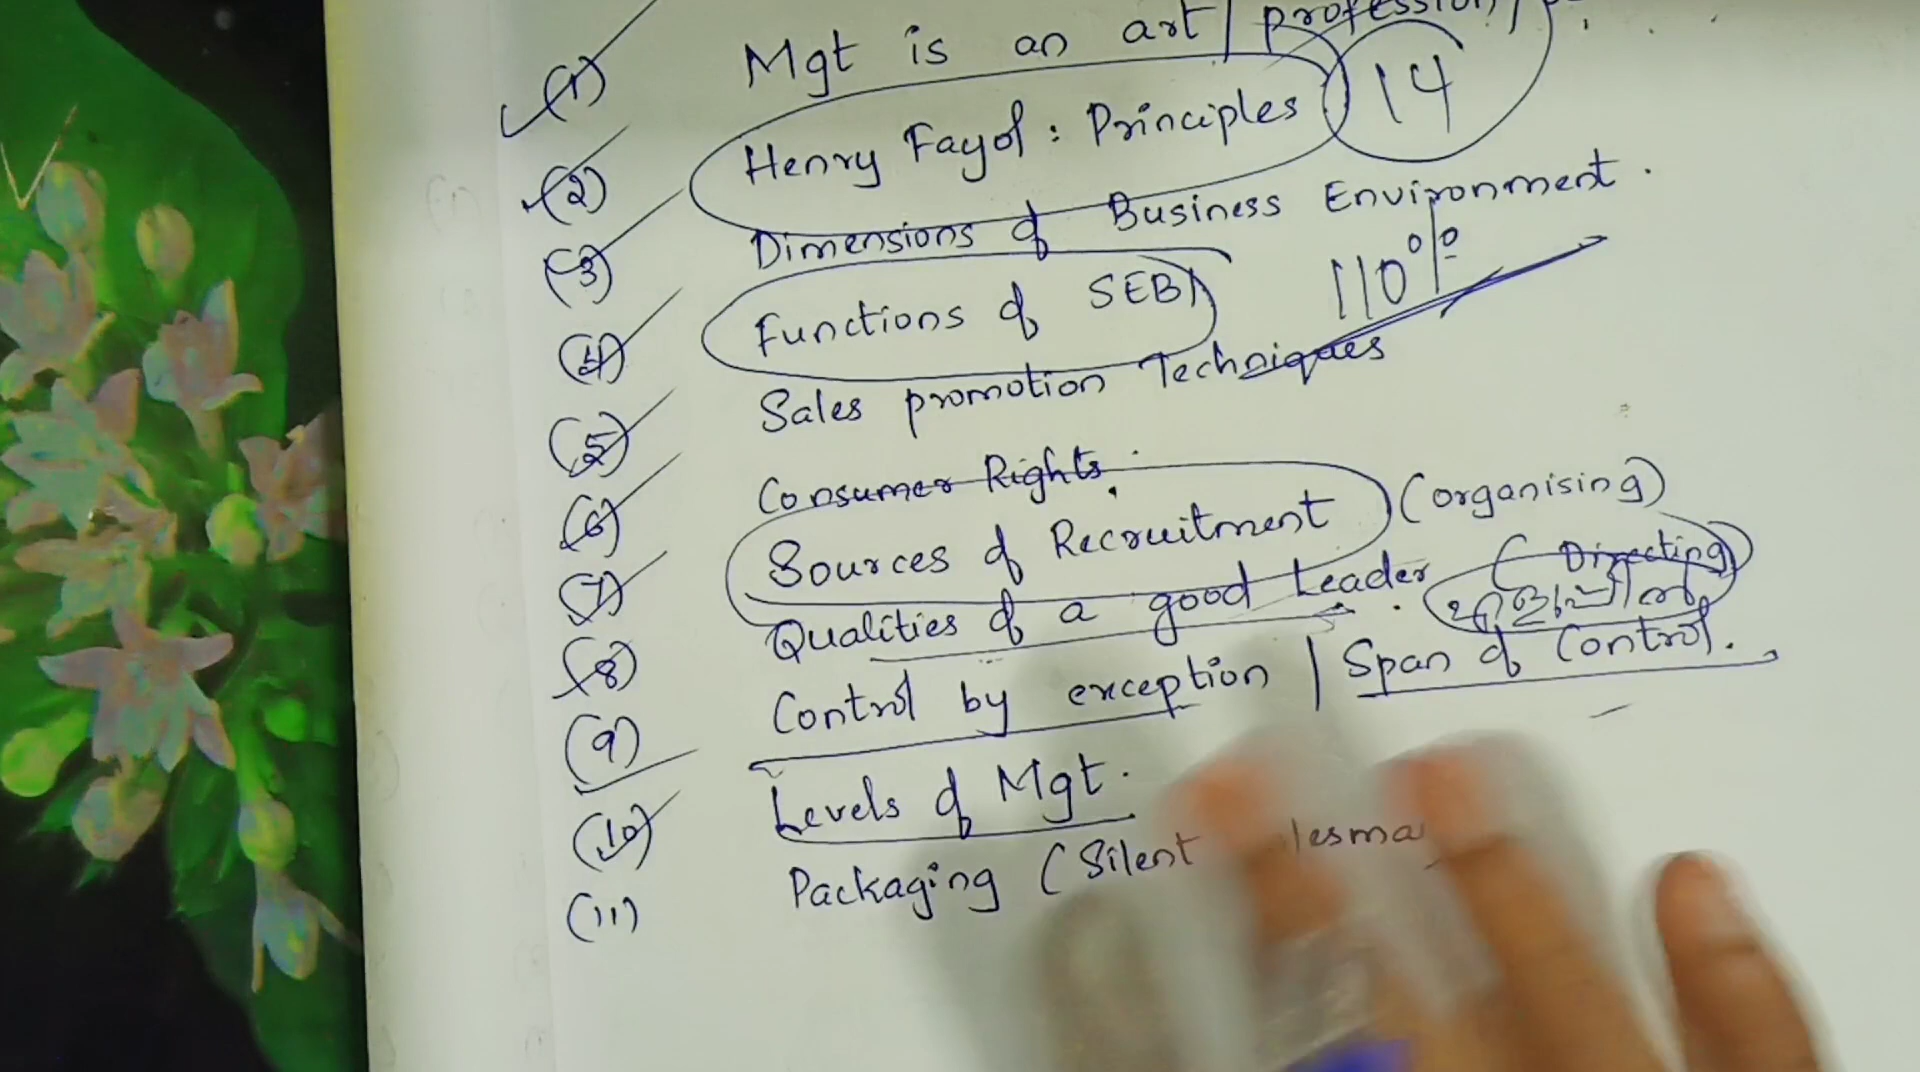 (1) Mgt is an art / profession /
(2) Henry Fayol : Principles 14
(3) Dimensions of Business Environment.
(4) Functions of SEBI 110%
(5) Sales promotion Techniques
(6) Consumer Rights.
(7) Sources of Recruitment (organising)
(8) Qualities of a good Leader. (Directing)
(9) Control by exception / Span of Control.
(10) Levels of Mgt.
(11) Packaging (Silent